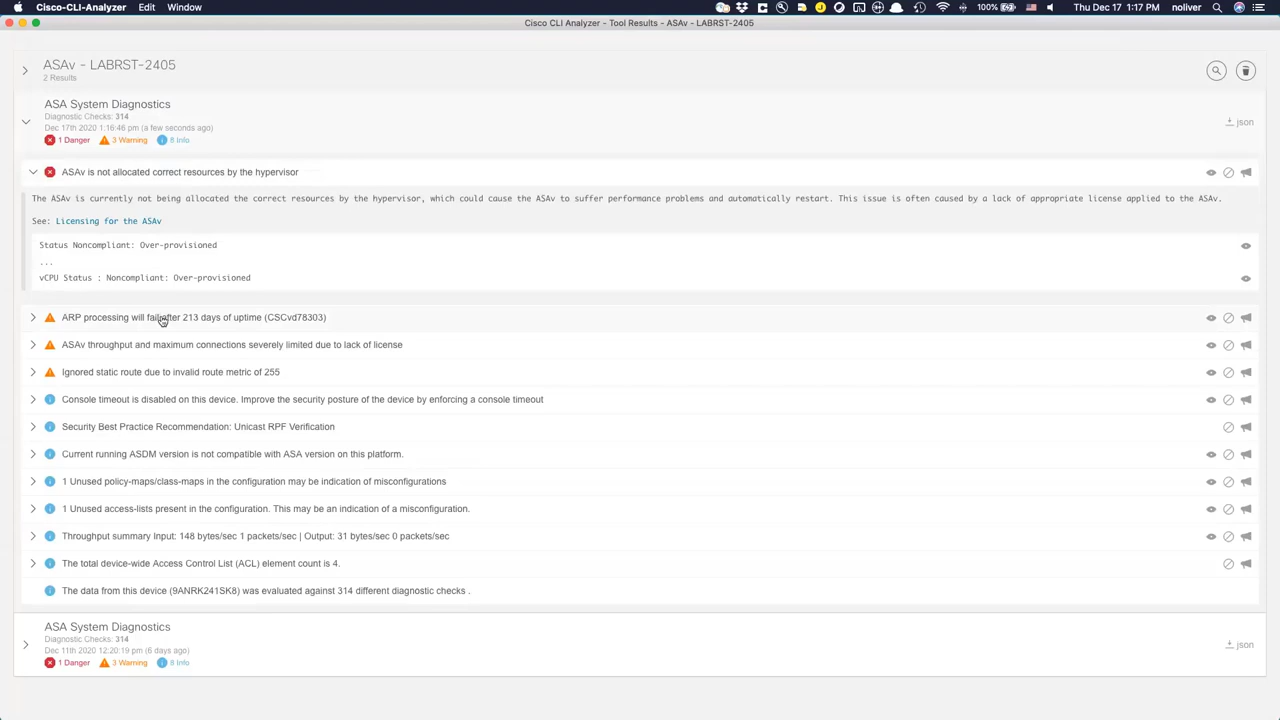 Cisco-CLI-Analyzer Edit Window
100% Thu Dec 17 1:17 PM noliver
Cisco CLI Analyzer - Tool Results - ASAv - LABRST-2405
ASAv - LABRST-2405
2 Results
ASA System Diagnostics
Diagnostic Checks: 314
Dec 17th 2020 1:16:46 pm (a few seconds ago)
json
1 Danger 3 Warning 8 Info
ASAv is not allocated correct resources by the hypervisor
The ASAv is currently not being allocated the correct resources by the hypervisor, which could cause the ASAv to suffer performance problems and automatically restart. This issue is often caused by a lack of appropriate license applied to the ASAv.
See: Licensing for the ASAv
Status Noncompliant: Over-provisioned
...
vCPU Status : Noncompliant: Over-provisioned
ARP processing will fail after 213 days of uptime (CSCvd78303)
ASAv throughput and maximum connections severely limited due to lack of license
Ignored static route due to invalid route metric of 255
Console timeout is disabled on this device. Improve the security posture of the device by enforcing a console timeout
Security Best Practice Recommendation: Unicast RPF Verification
Current running ASDM version is not compatible with ASA version on this platform.
1 Unused policy-maps/class-maps in the configuration may be indication of misconfigurations
1 Unused access-lists present in the configuration. This may be an indication of a misconfiguration.
Throughput summary Input: 148 bytes/sec 1 packets/sec | Output: 31 bytes/sec 0 packets/sec
The total device-wide Access Control List (ACL) element count is 4.
The data from this device (9ANRK241SK8) was evaluated against 314 different diagnostic checks .
ASA System Diagnostics
Diagnostic Checks: 314
Dec 11th 2020 12:20:19 pm (6 days ago)
json
1 Danger 3 Warning 8 Info